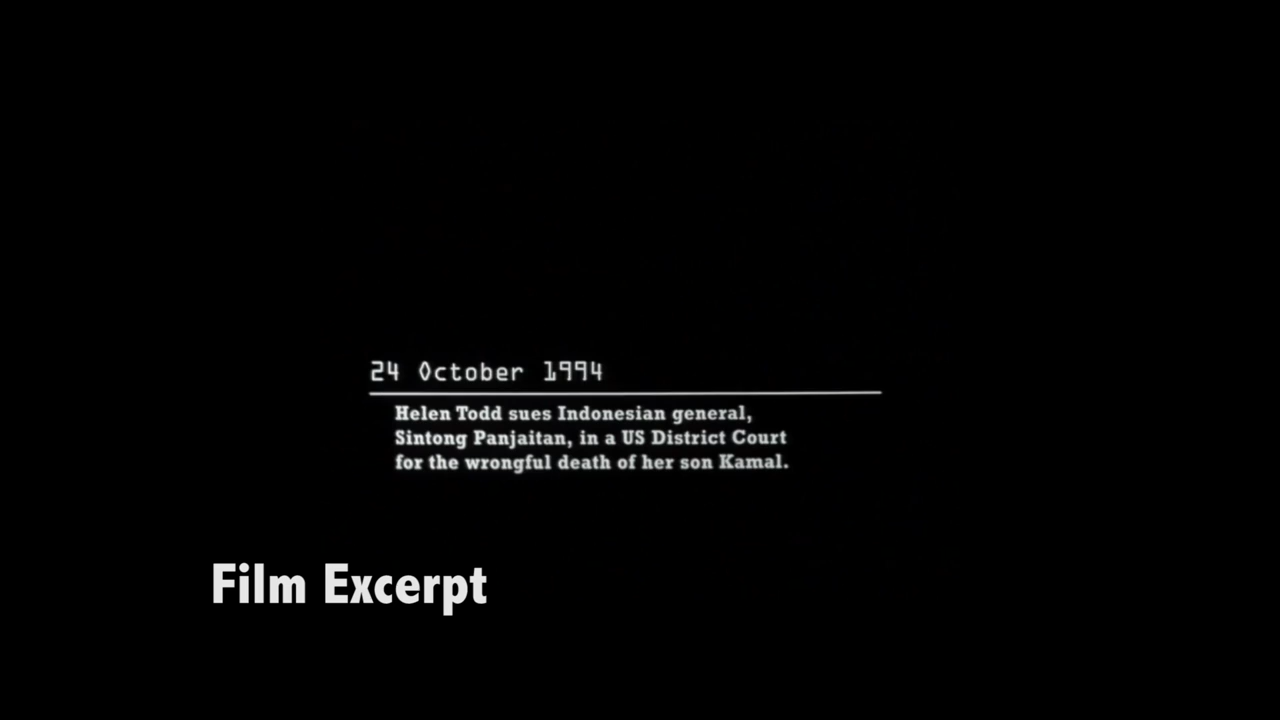 24 October 1994
Helen Todd sues Indonesian general,
Sintong Panjaitan, in a US District Court
for the wrongful death of her son Kamal.
Film Excerpt